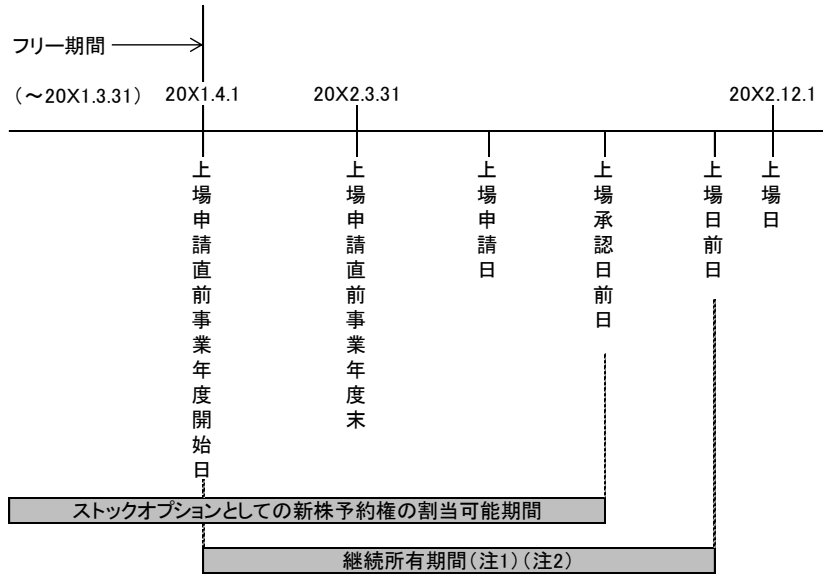 フリー期間
(～20X1.3.31)
20X1.4.1
20X2.3.31
20X2.12.1
上場申請直前事業年度開始日
上場申請直前事業年度末
上場申請日
上場承認日前日
上場日前日
上場日
ストックオプションとしての新株予約権の割当可能期間
継続所有期間(注1)(注2)